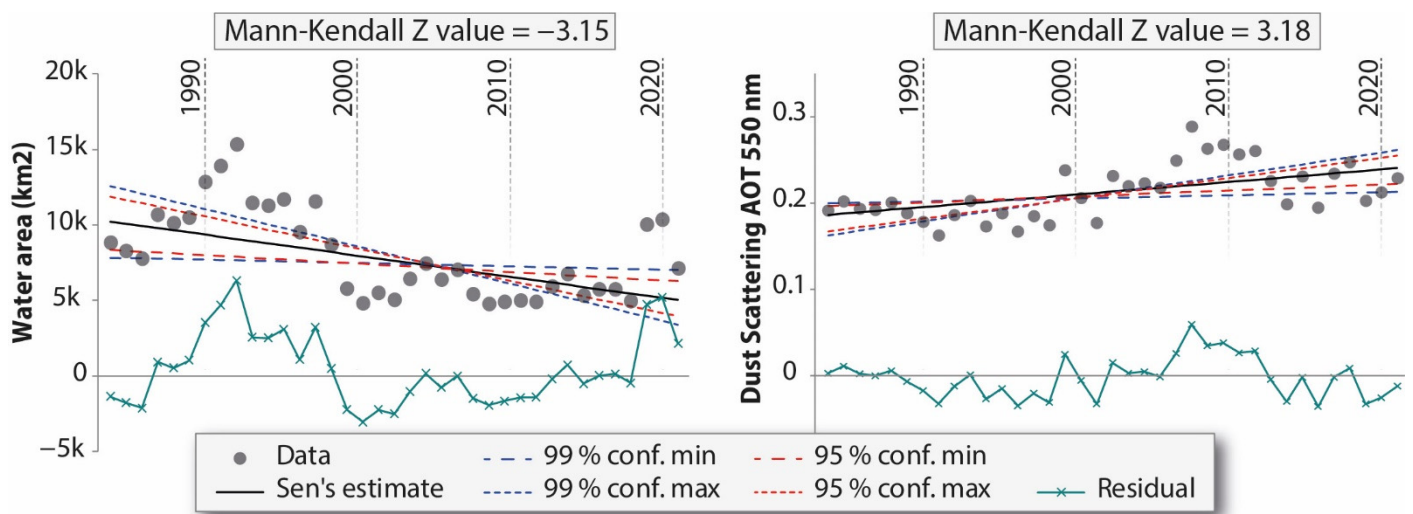 Mann-Kendall Z value = −3.15
20k
15k
10k
5k
0
−5k
Water area (km2)
1990
2000
2010
2020
Mann-Kendall Z value = 3.18
0.3
0.2
0.1
0
Dust Scattering AOT 550 nm
1990
2000
2010
2020
Data
99 % conf. min
95 % conf. min
Sen's estimate
99 % conf. max
95 % conf. max
Residual